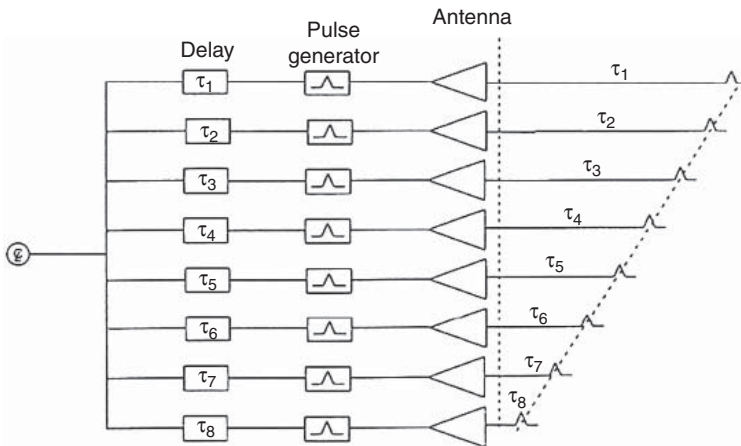 Antenna
Pulse
generator
Delay
τ1 τ1
τ2 τ2
τ3 τ3
τ4 τ4
τ5 τ5
τ6 τ6
τ7 τ7
τ8 τ8